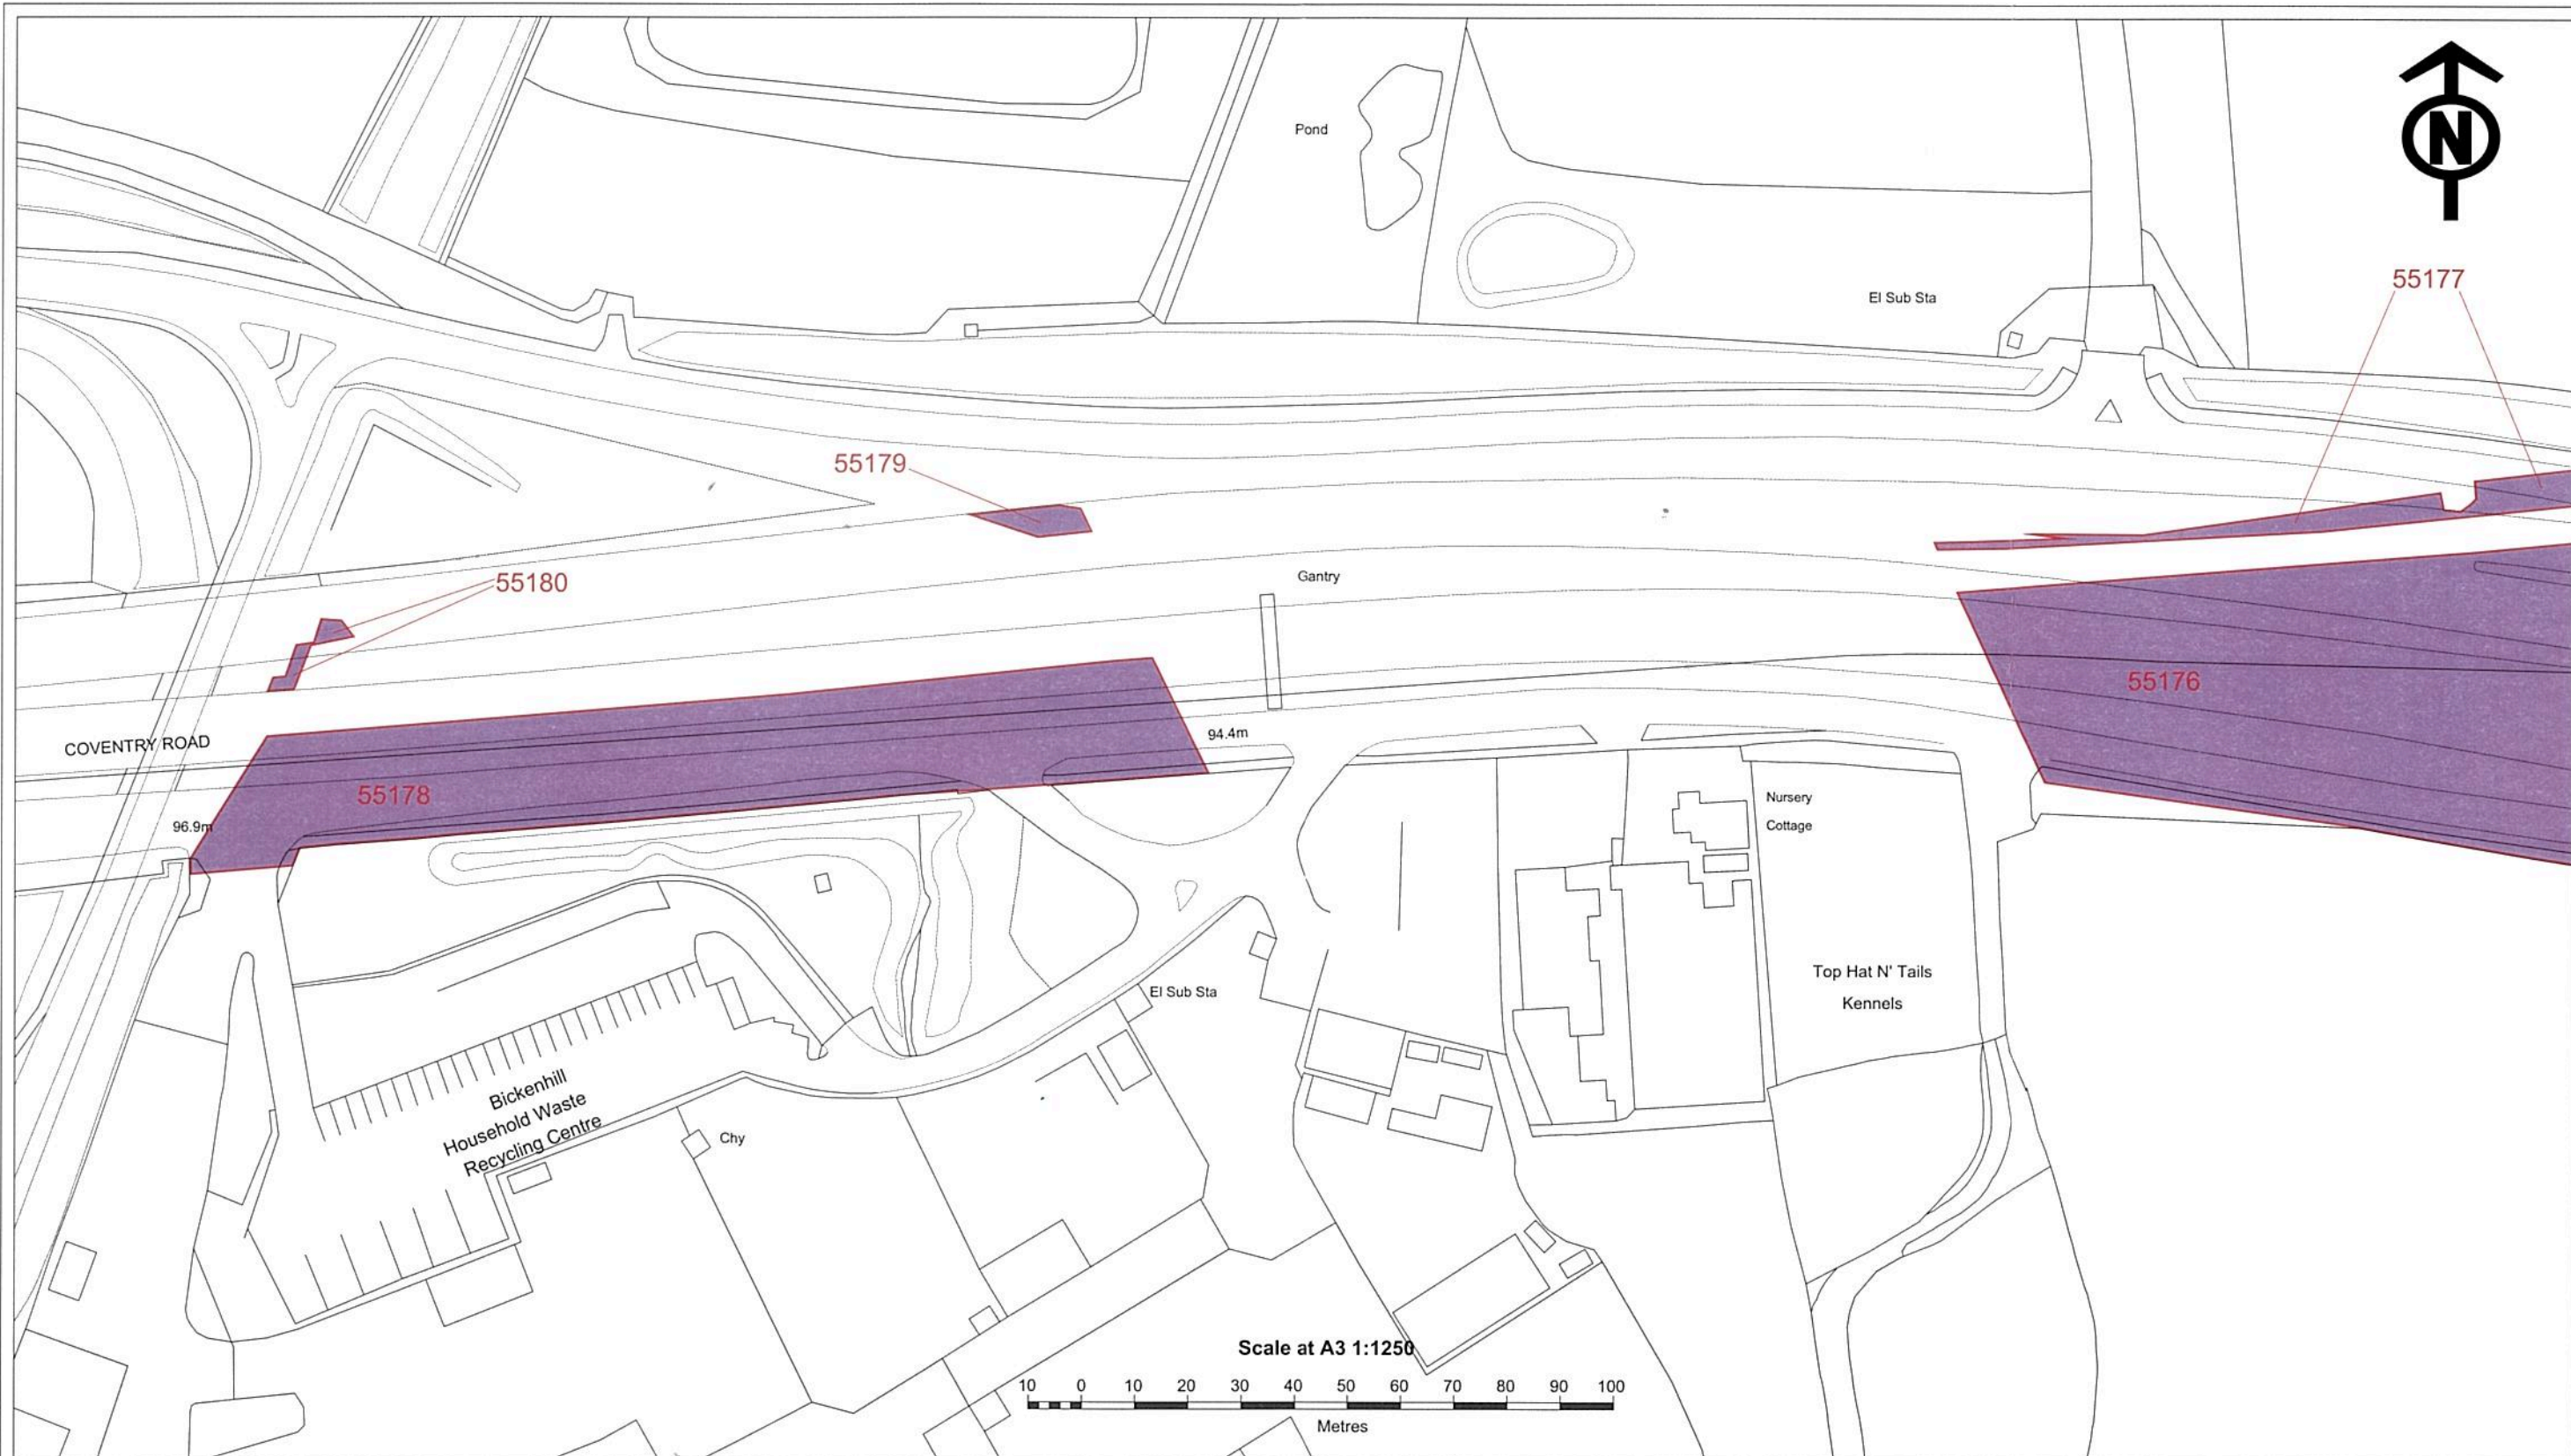 Pond
N
55177
El Sub Sta
55179
Gantry
55180
55176
94.4m
COVENTRY ROAD
55178
96.9m
Nursery
Cottage
Top Hat N' Tails
Kennels
El Sub Sta
Bickenhill
Household Waste
Recycling Centre
Chy
Scale at A3 1:1250
10 0 10 20 30 40 50 60 70 80 90 100
Metres